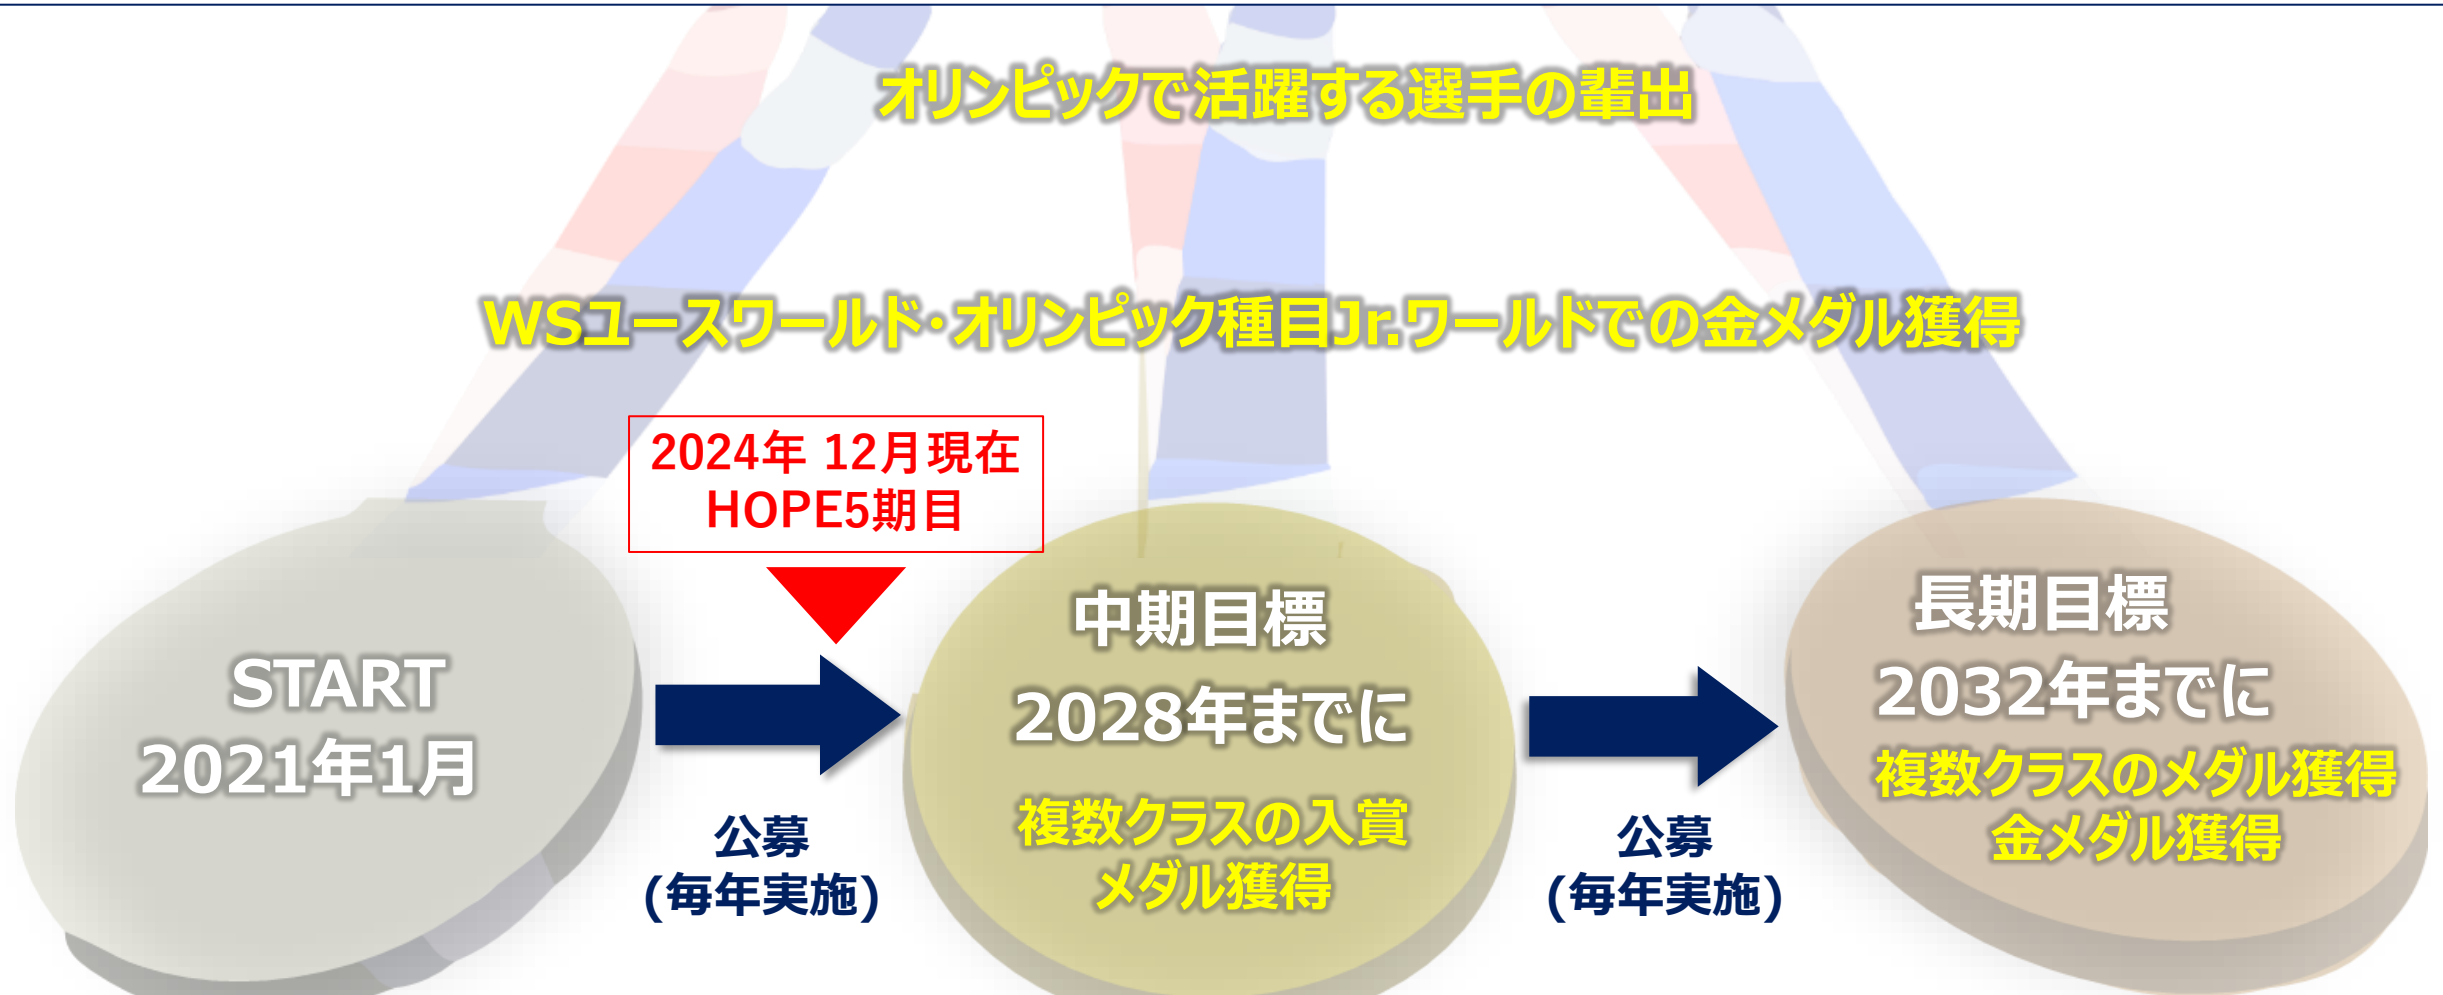 オリンピックで活躍する選手の輩出
WSユースワールド・オリンピック種目Jr.ワールドでの金メダル獲得
2024年 12月現在
HOPE5期目
START
2021年1月
公募
(毎年実施)
中期目標
2028年までに
複数クラスの入賞
メダル獲得
公募
(毎年実施)
長期目標
2032年までに
複数クラスのメダル獲得
金メダル獲得